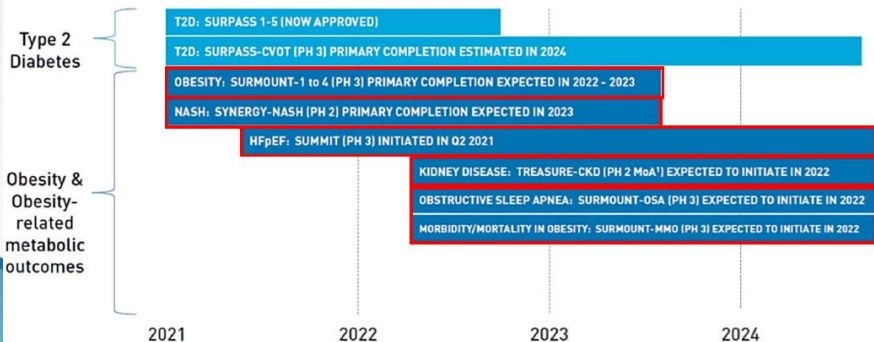 Type 2
Diabetes
T2D: SURPASS 1-5 (NOW APPROVED)
T2D: SURPASS-CVOT (PH 3) PRIMARY COMPLETION ESTIMATED IN 2024
Obesity &
Obesity-
related
metabolic
outcomes
OBESITY: SURMOUNT-1 to 4 (PH 3) PRIMARY COMPLETION EXPECTED IN 2022 - 2023
NASH: SYNERGY-NASH (PH 2) PRIMARY COMPLETION EXPECTED IN 2023
HFpEF: SUMMIT (PH 3) INITIATED IN Q2 2021
KIDNEY DISEASE: TREASURE-CKD (PH 2 MoA¹) EXPECTED TO INITIATE IN 2022
OBSTRUCTIVE SLEEP APNEA: SURMOUNT-OSA (PH 3) EXPECTED TO INITIATE IN 2022
MORBIDITY/MORTALITY IN OBESITY: SURMOUNT-MMO (PH 3) EXPECTED TO INITIATE IN 2022
2021 2022 2023 2024